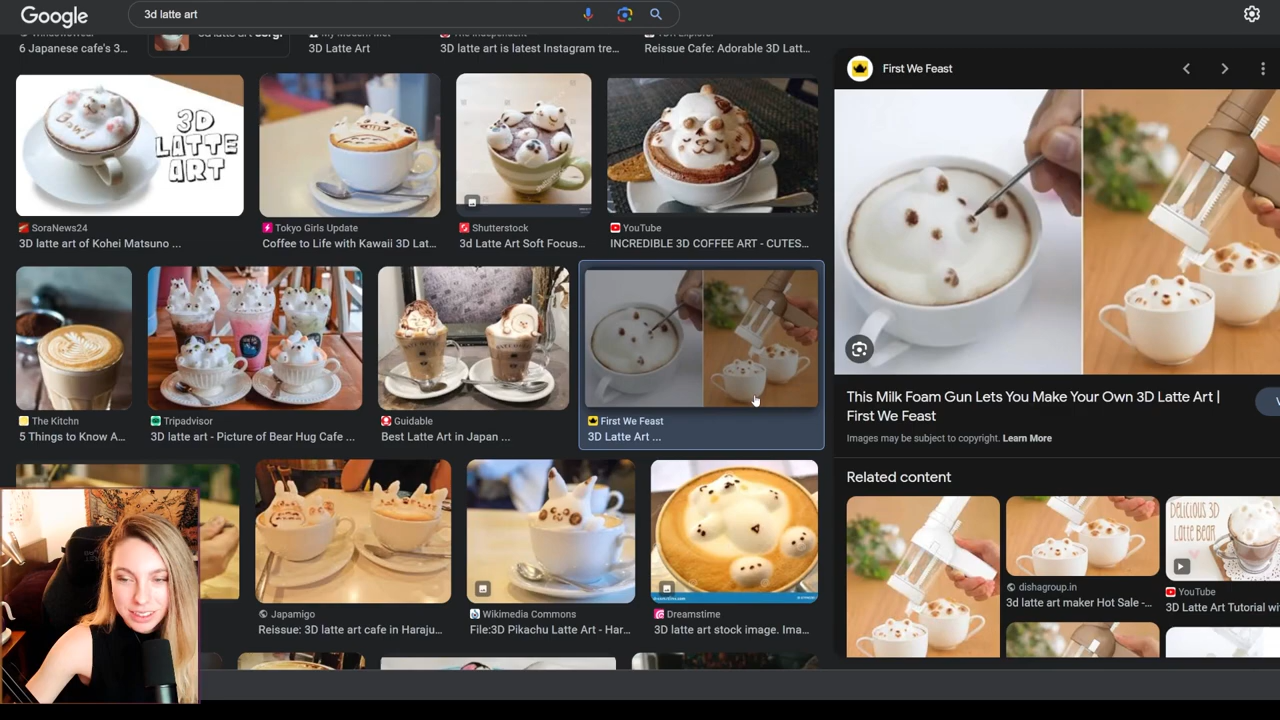 Google
3d latte art
6 Japanese cafe's 3...
3D Latte Art
3D latte art is latest Instagram tre...
Reissue Cafe: Adorable 3D Latt...
3D
LATTE
ART
SoraNews24
3D latte art of Kohei Matsuno ...
Tokyo Girls Update
Coffee to Life with Kawaii 3D Lat...
Shutterstock
3d Latte Art Soft Focus...
YouTube
INCREDIBLE 3D COFFEE ART - CUTES...
The Kitchn
5 Things to Know A...
Tripadvisor
3D latte art - Picture of Bear Hug Cafe ...
Guidable
Best Latte Art in Japan ...
First We Feast
3D Latte Art ...
Japamigo
Reissue: 3D latte art cafe in Haraju...
Wikimedia Commons
File:3D Pikachu Latte Art - Har...
Dreamstime
3D latte art stock image. Ima...
First We Feast
This Milk Foam Gun Lets You Make Your Own 3D Latte Art |
First We Feast
Images may be subject to copyright. Learn More
Related content
dishagroup.in
3d latte art maker Hot Sale -...
DELICIOUS 3D
LATTE BEAR
YouTube
3D Latte Art Tutorial wi